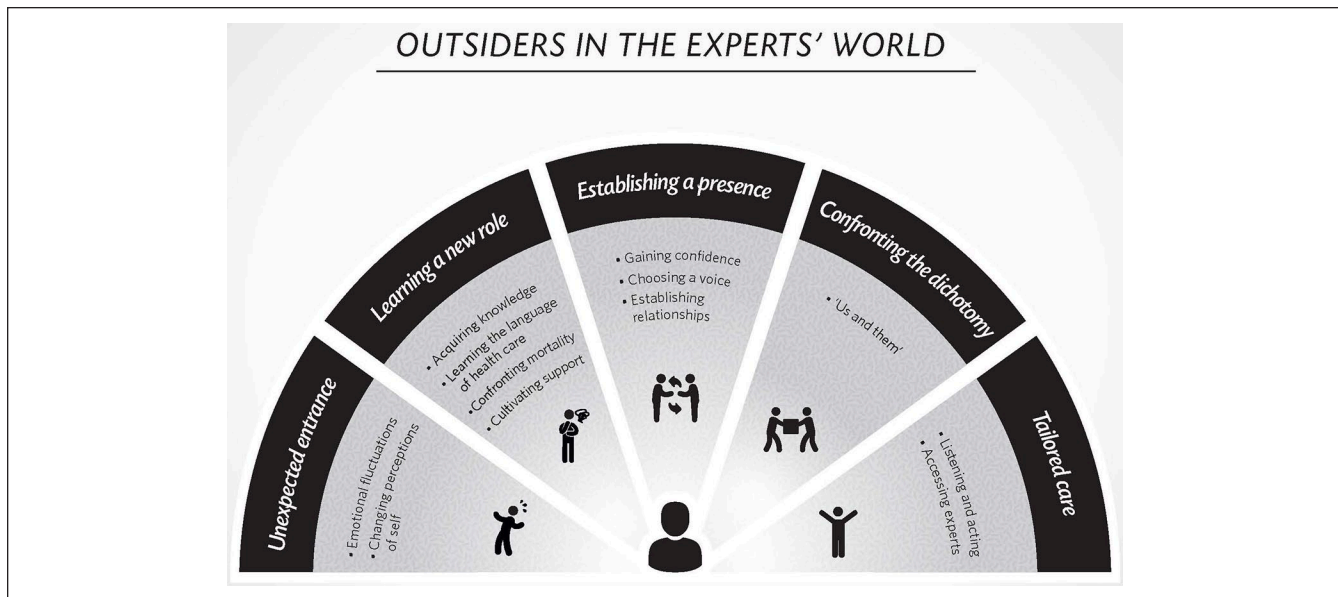 OUTSIDERS IN THE EXPERTS’ WORLD
Unexpected entrance
• Emotional fluctuations
• Changing perceptions
of self
Learning a new role
• Acquiring knowledge
• Learning the language
of health care
• Confronting mortality
• Cultivating support
Establishing a presence
• Gaining confidence
• Choosing a voice
• Establishing
relationships
Confronting the dichotomy
• ‘Us and them’
Tailored care
• Listening and acting
• Accessing experts